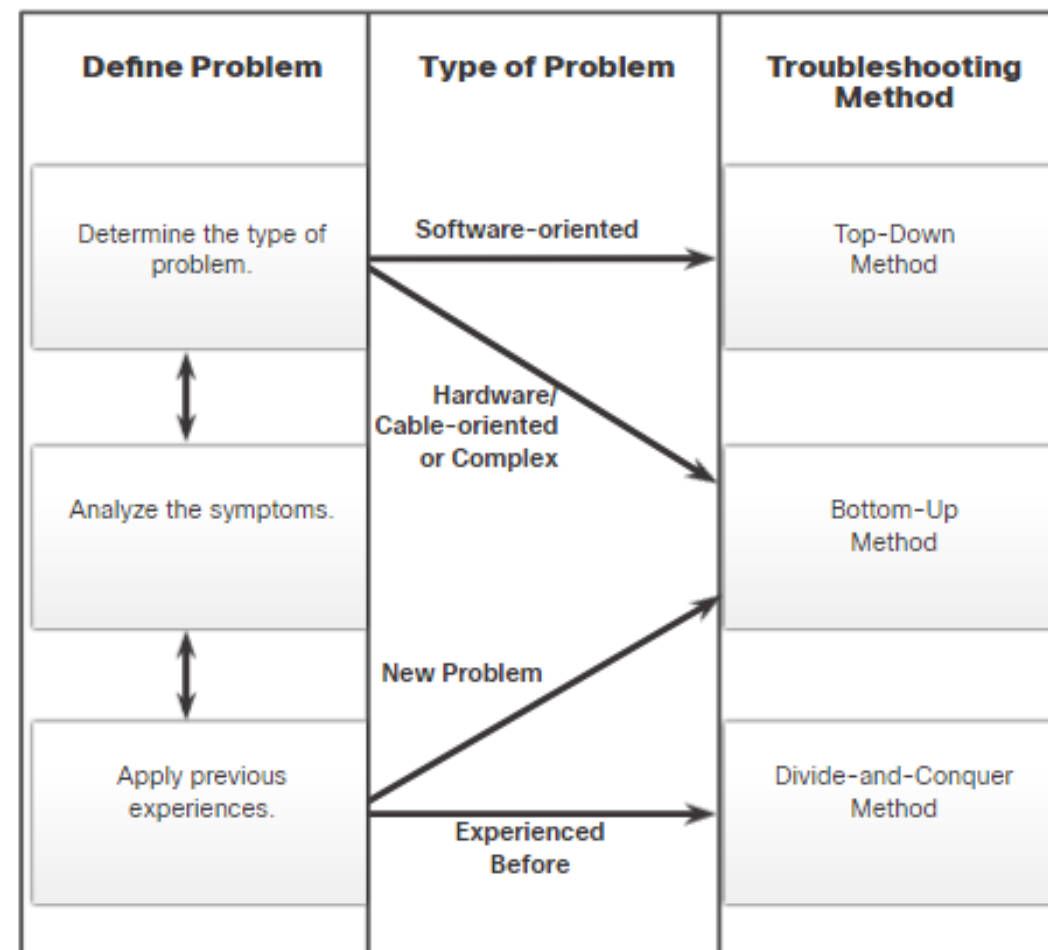 Define Problem
Type of Problem
Troubleshooting
Method
Determine the type of
problem.
Software-oriented
Top-Down
Method
Hardware/
Cable-oriented
or Complex
Analyze the symptoms.
Bottom-Up
Method
New Problem
Apply previous
experiences.
Experienced
Before
Divide-and-Conquer
Method